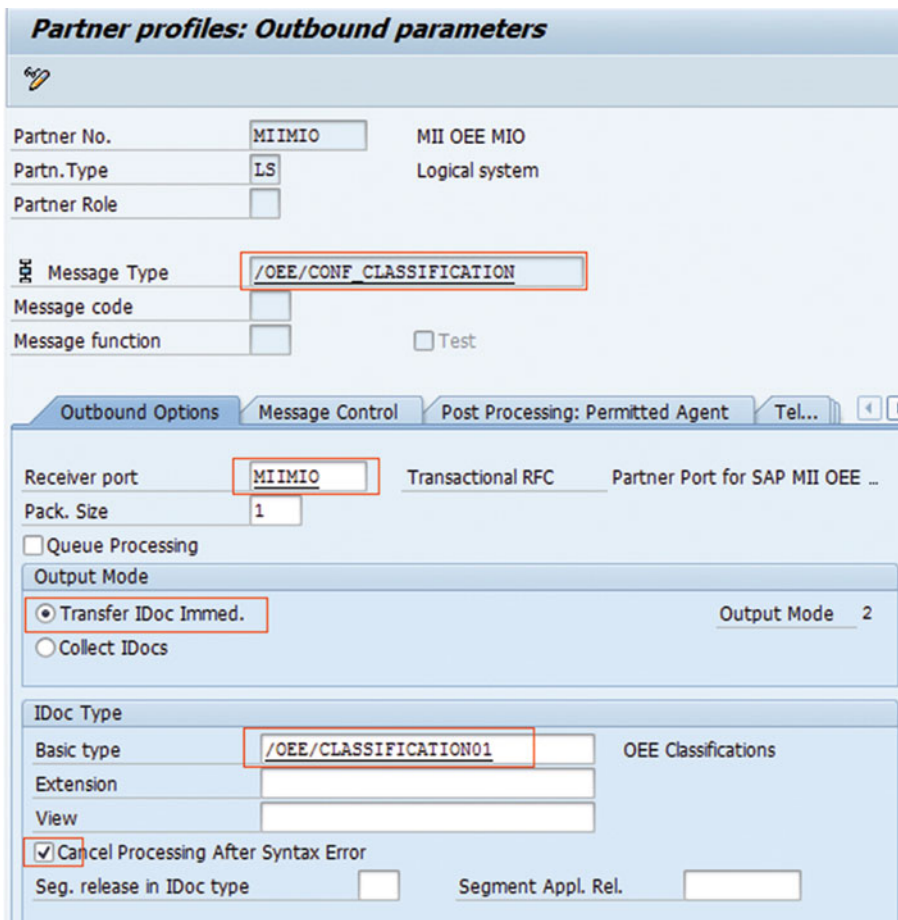 Partner profiles: Outbound parameters
Partner No. MIIMIO MII OEE MIO
Partn.Type LS Logical system
Partner Role
Message Type /OEE/CONF_CLASSIFICATION
Message code
Message function Test
Outbound Options Message Control Post Processing: Permitted Agent Tel...
Receiver port MIIMIO Transactional RFC Partner Port for SAP MII OEE ...
Pack. Size 1
Queue Processing
Output Mode
Transfer IDoc Immed. Output Mode 2
Collect IDocs
IDoc Type
Basic type /OEE/CLASSIFICATION01 OEE Classifications
Extension
View
Cancel Processing After Syntax Error
Seg. release in IDoc type Segment Appl. Rel.